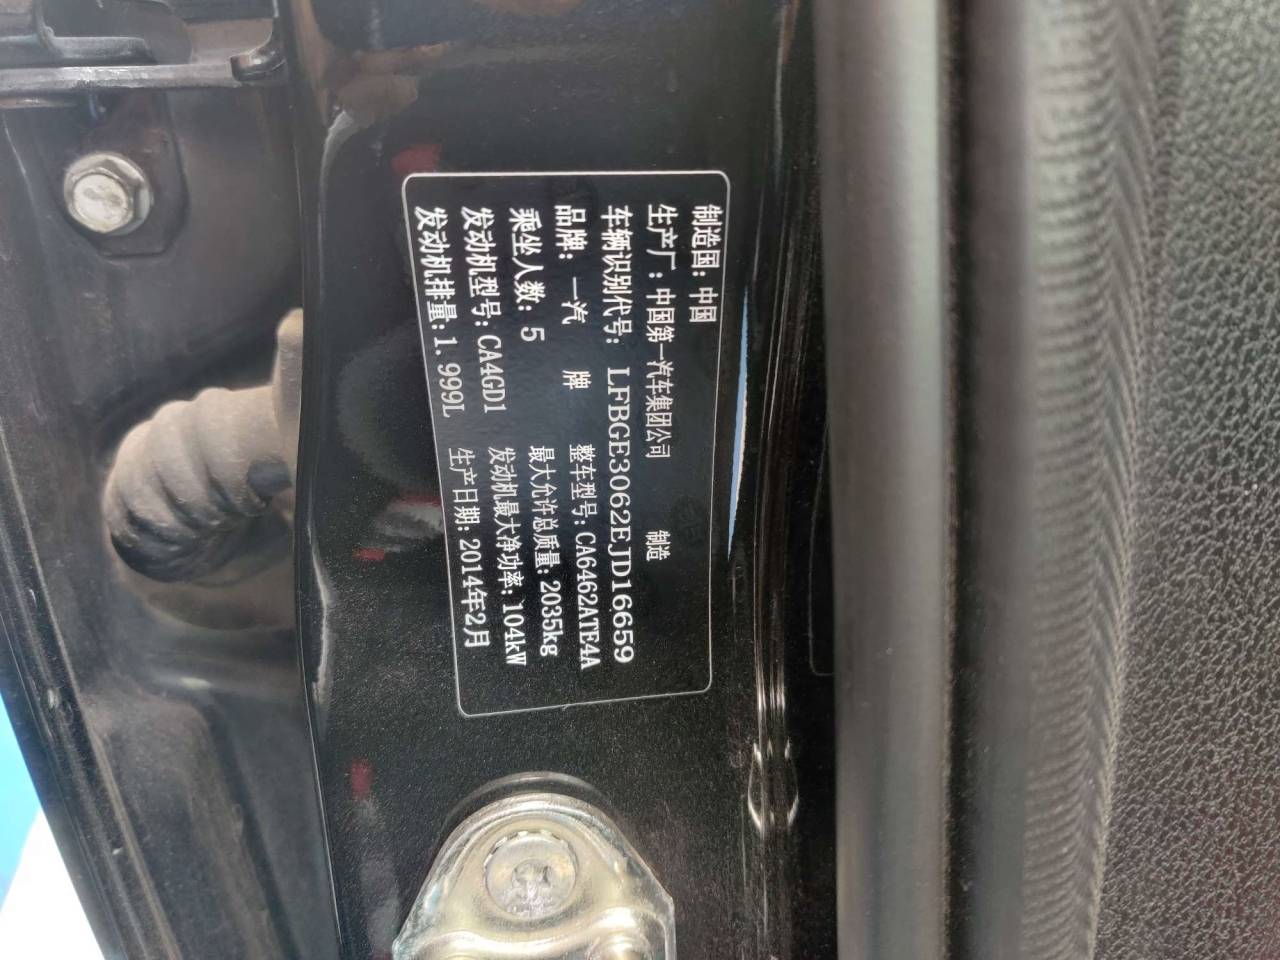 制造国：中国
生产厂：中国第一汽车集团公司 制造
车辆识别代号：LFBGE3062EJD16659
品牌：一汽 牌 整车型号：CA6462ATE4A
乘坐人数：5 最大允许总质量：2035kg
发动机型号：CA4GD1 发动机最大净功率：104kW
发动机排量：1.999L 生产日期：2014年2月